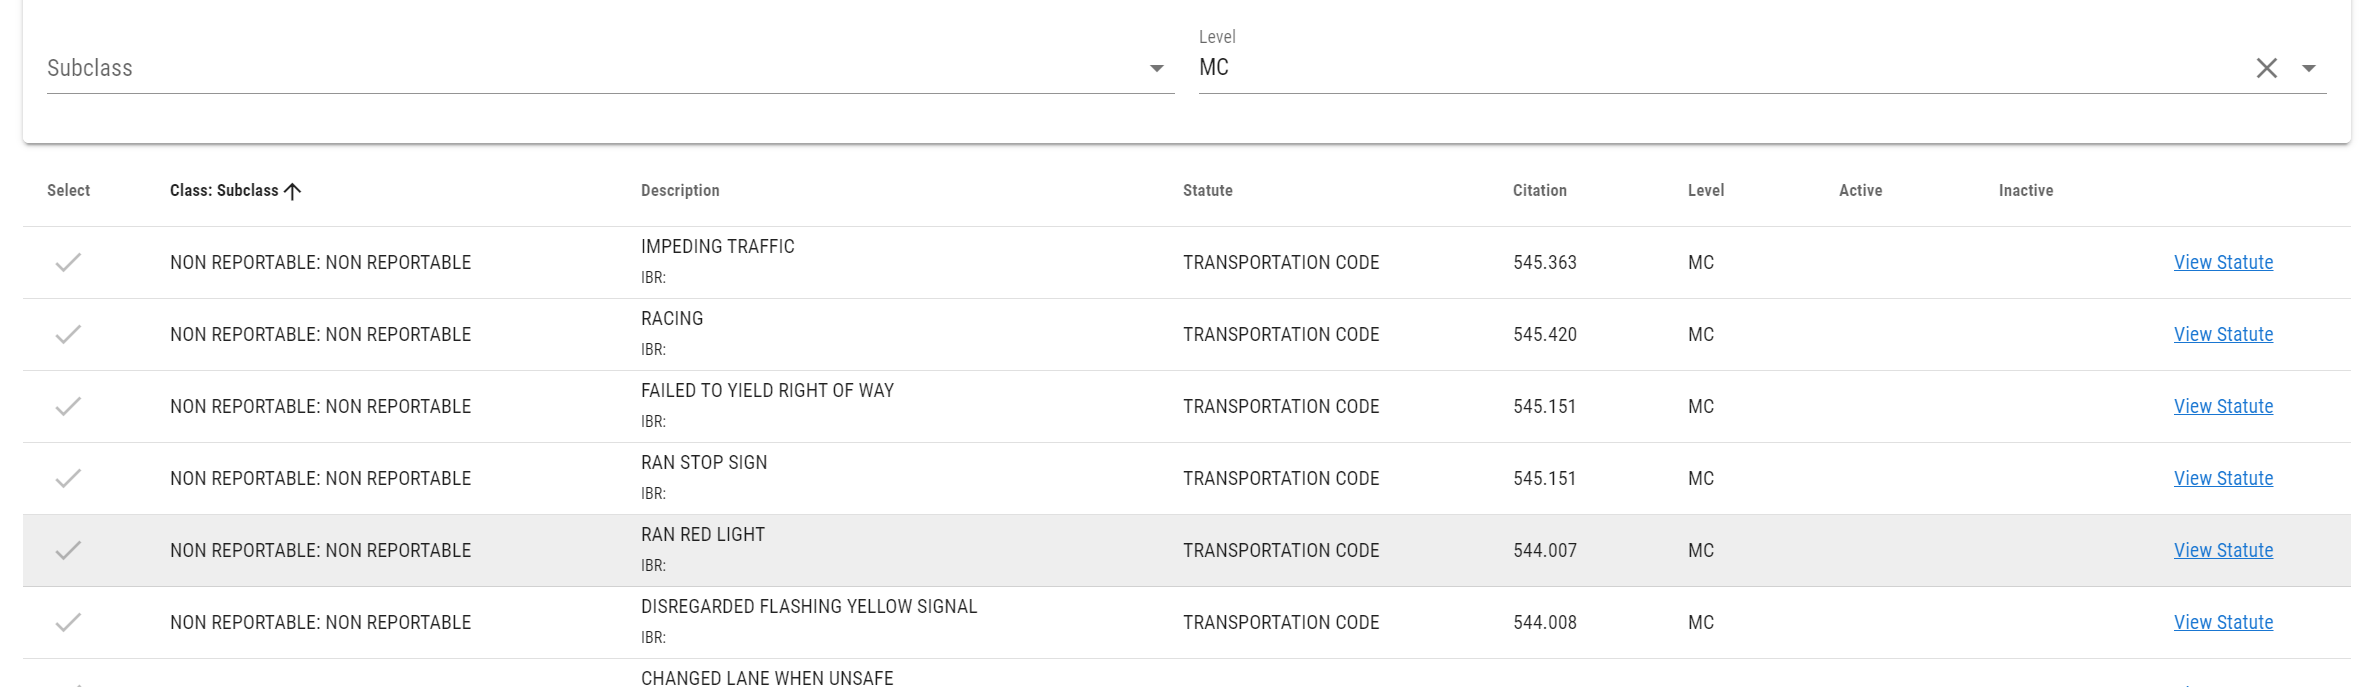 Level
Subclass MC
Select Class: Subclass Description Statute Citation Level Active Inactive
IMPEDING TRAFFIC
NON REPORTABLE: NON REPORTABLE TRANSPORTATION CODE 545.363 MC View Statute
IBR:
RACING
NON REPORTABLE: NON REPORTABLE TRANSPORTATION CODE 545.420 MC View Statute
IBR:
FAILED TO YIELD RIGHT OF WAY
NON REPORTABLE: NON REPORTABLE TRANSPORTATION CODE 545.151 MC View Statute
IBR:
RAN STOP SIGN
NON REPORTABLE: NON REPORTABLE TRANSPORTATION CODE 545.151 MC View Statute
IBR:
RAN RED LIGHT
NON REPORTABLE: NON REPORTABLE TRANSPORTATION CODE 544.007 MC View Statute
IBR:
DISREGARDED FLASHING YELLOW SIGNAL
NON REPORTABLE: NON REPORTABLE TRANSPORTATION CODE 544.008 MC View Statute
IBR:
CHANGED LANE WHEN UNSAFE